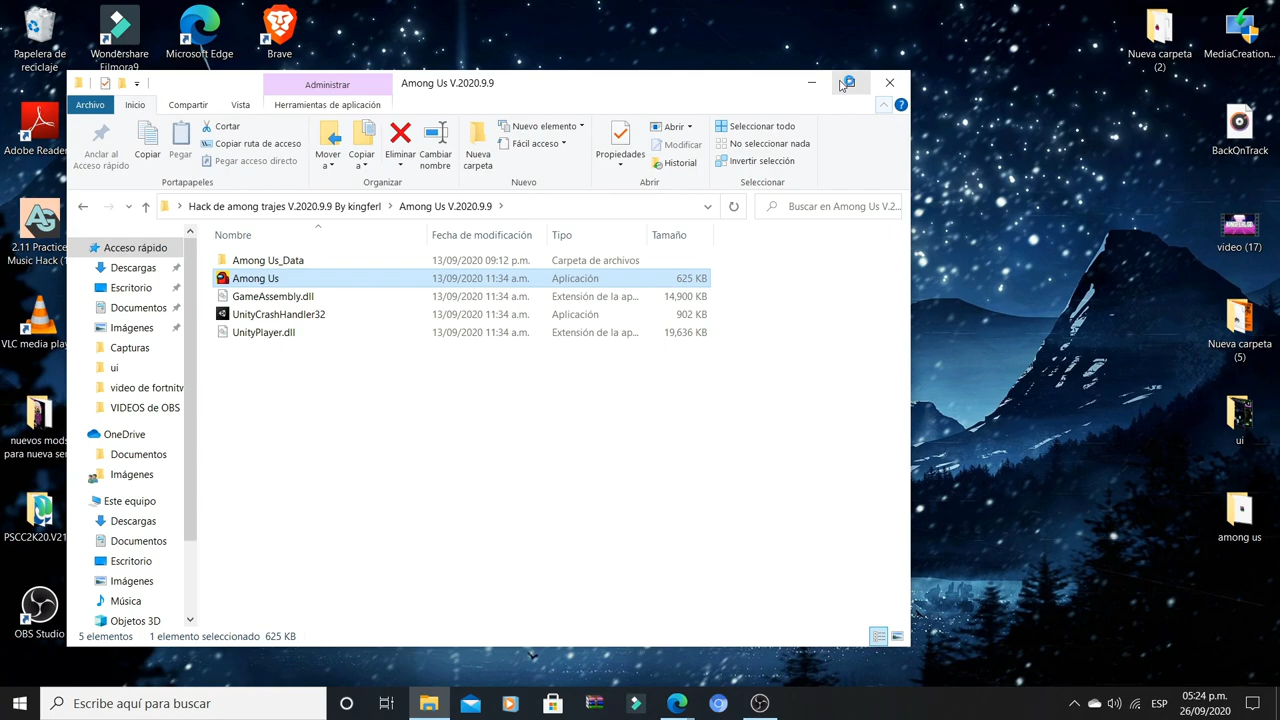 Papelera de
reciclaje
Wondershare
Filmora9
Microsoft Edge
Brave
Nueva carpeta
(2)
MediaCreation...
Adobe Reader
2.11 Practice
Music Hack (
VLC media play
nuevos mods
para nueva ser
PSCC2K20.V21
OBS Studio
BackOnTrack
video (17)
Nueva carpeta
(5)
ui
among us
Administrar
Among Us V.2020.9.9
Archivo
Inicio
Compartir
Vista
Herramientas de aplicación
Anclar al
Acceso rápido
Copiar
Pegar
Cortar
Copiar ruta de acceso
Pegar acceso directo
Portapapeles
Mover
a
Copiar
a
Eliminar
Cambiar
nombre
Organizar
Nueva
carpeta
Nuevo elemento
Fácil acceso
Nuevo
Propiedades
Abrir
Modificar
Historial
Abrir
Seleccionar todo
No seleccionar nada
Invertir selección
Seleccionar
Hack de among trajes V.2020.9.9 By kingferl > Among Us V.2020.9.9 >
Buscar en Among Us V.2...
Nombre Fecha de modificación Tipo Tamaño
Among Us_Data 13/09/2020 09:12 p.m. Carpeta de archivos
Among Us 13/09/2020 11:34 a.m. Aplicación 625 KB
GameAssembly.dll 13/09/2020 11:34 a.m. Extensión de la ap... 14,900 KB
UnityCrashHandler32 13/09/2020 11:34 a.m. Aplicación 902 KB
UnityPlayer.dll 13/09/2020 11:34 a.m. Extensión de la ap... 19,636 KB
Acceso rápido
Descargas
Escritorio
Documentos
Imágenes
Capturas
ui
video de fortnitv
VIDEOS de OBS
OneDrive
Documentos
Imágenes
Este equipo
Descargas
Documentos
Escritorio
Imágenes
Música
Objetos 3D
5 elementos 1 elemento seleccionado 625 KB
Escribe aquí para buscar
ESP
05:24 p.m.
26/09/2020